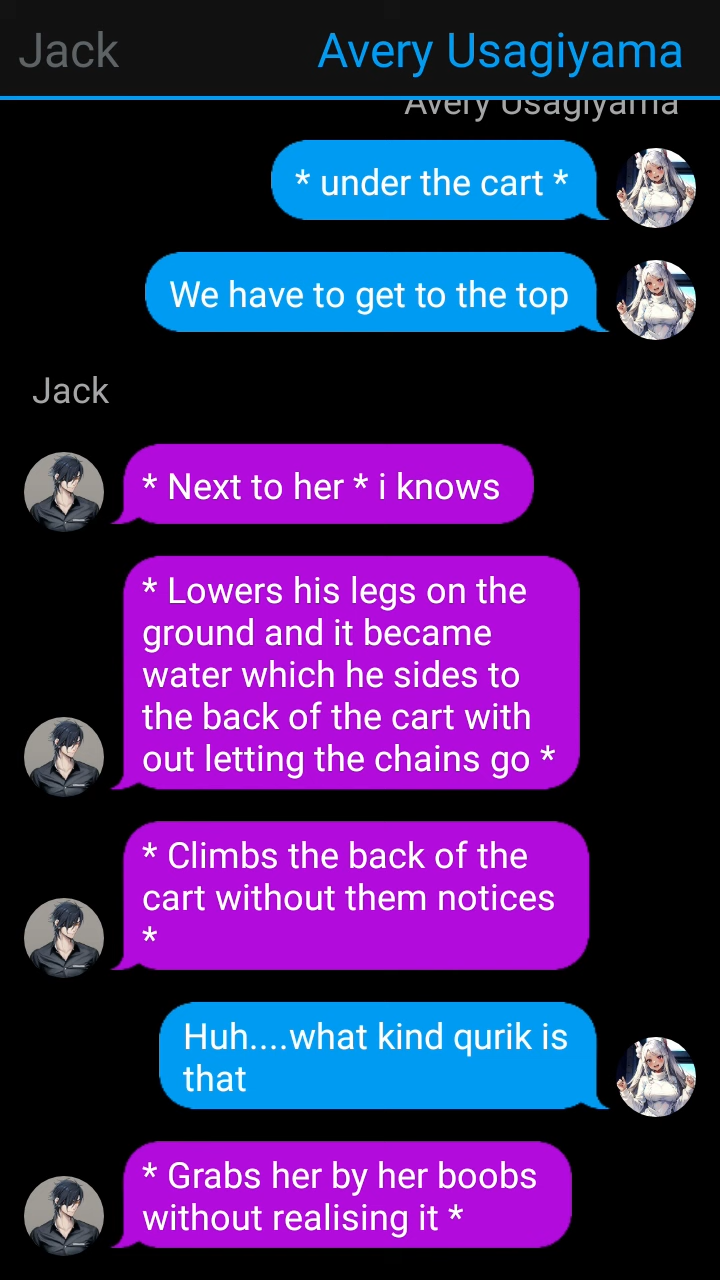 Jack
Avery Usagiyama
Avery Usagiyama
* under the cart *
We have to get to the top
Jack
* Next to her * i knows
* Lowers his legs on the
ground and it became
water which he sides to
the back of the cart with
out letting the chains go *
* Climbs the back of the
cart without them notices
*
Huh....what kind qurik is
that
* Grabs her by her boobs
without realising it *